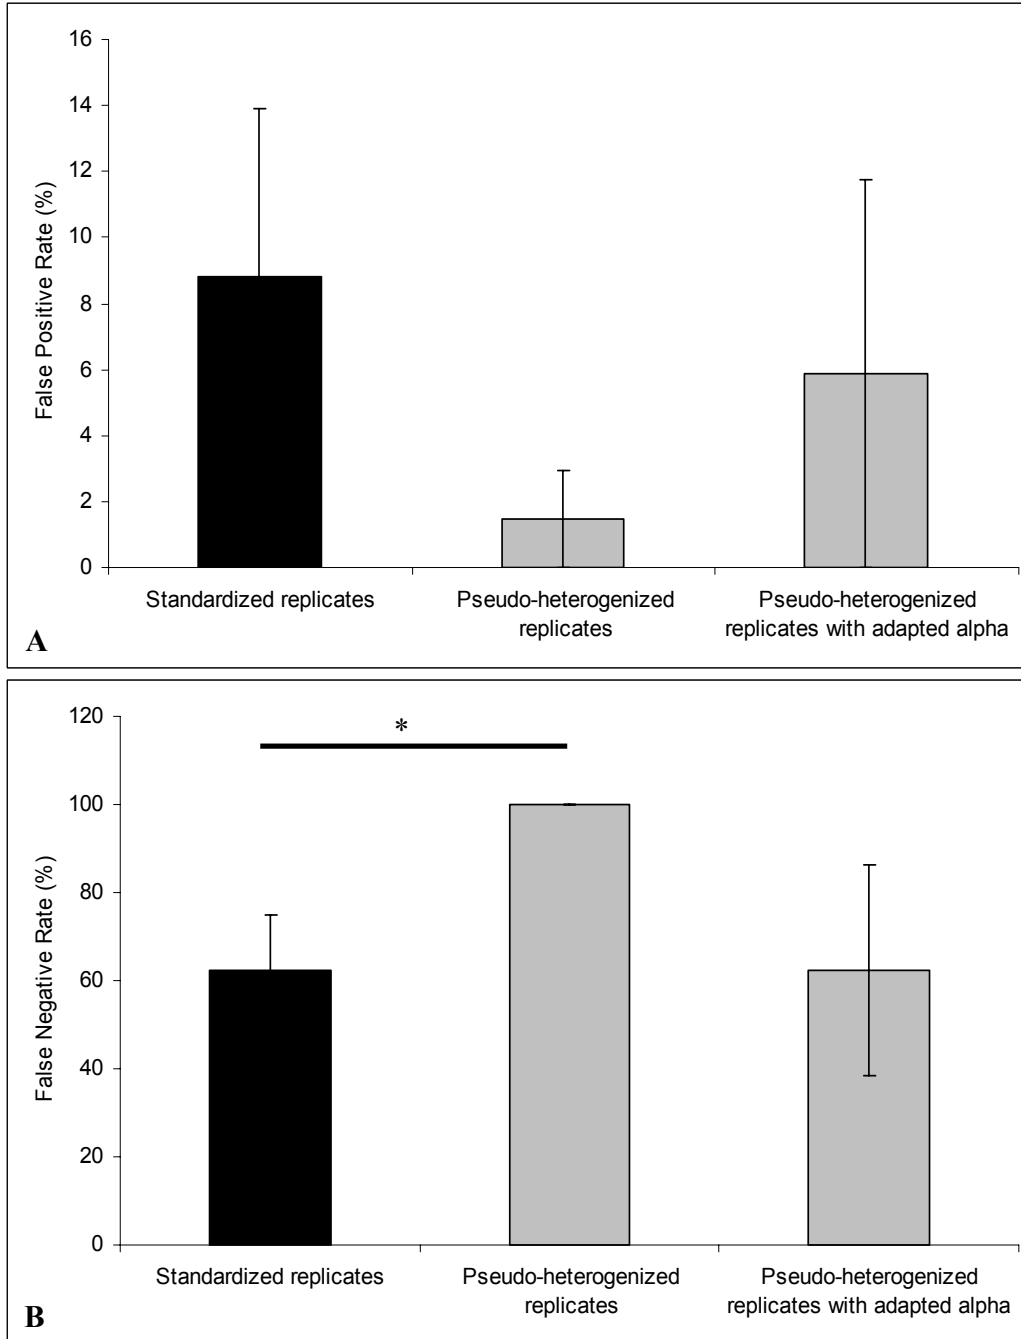 False Positive Rate (%)
16
14
12
10
8
6
4
2
0
Standardized replicates
Pseudo-heterogenized
replicates
Pseudo-heterogenized
replicates with adapted alpha
A
False Negative Rate (%)
120
100
80
60
40
20
0
*
Standardized replicates
Pseudo-heterogenized
replicates
Pseudo-heterogenized
replicates with adapted alpha
B